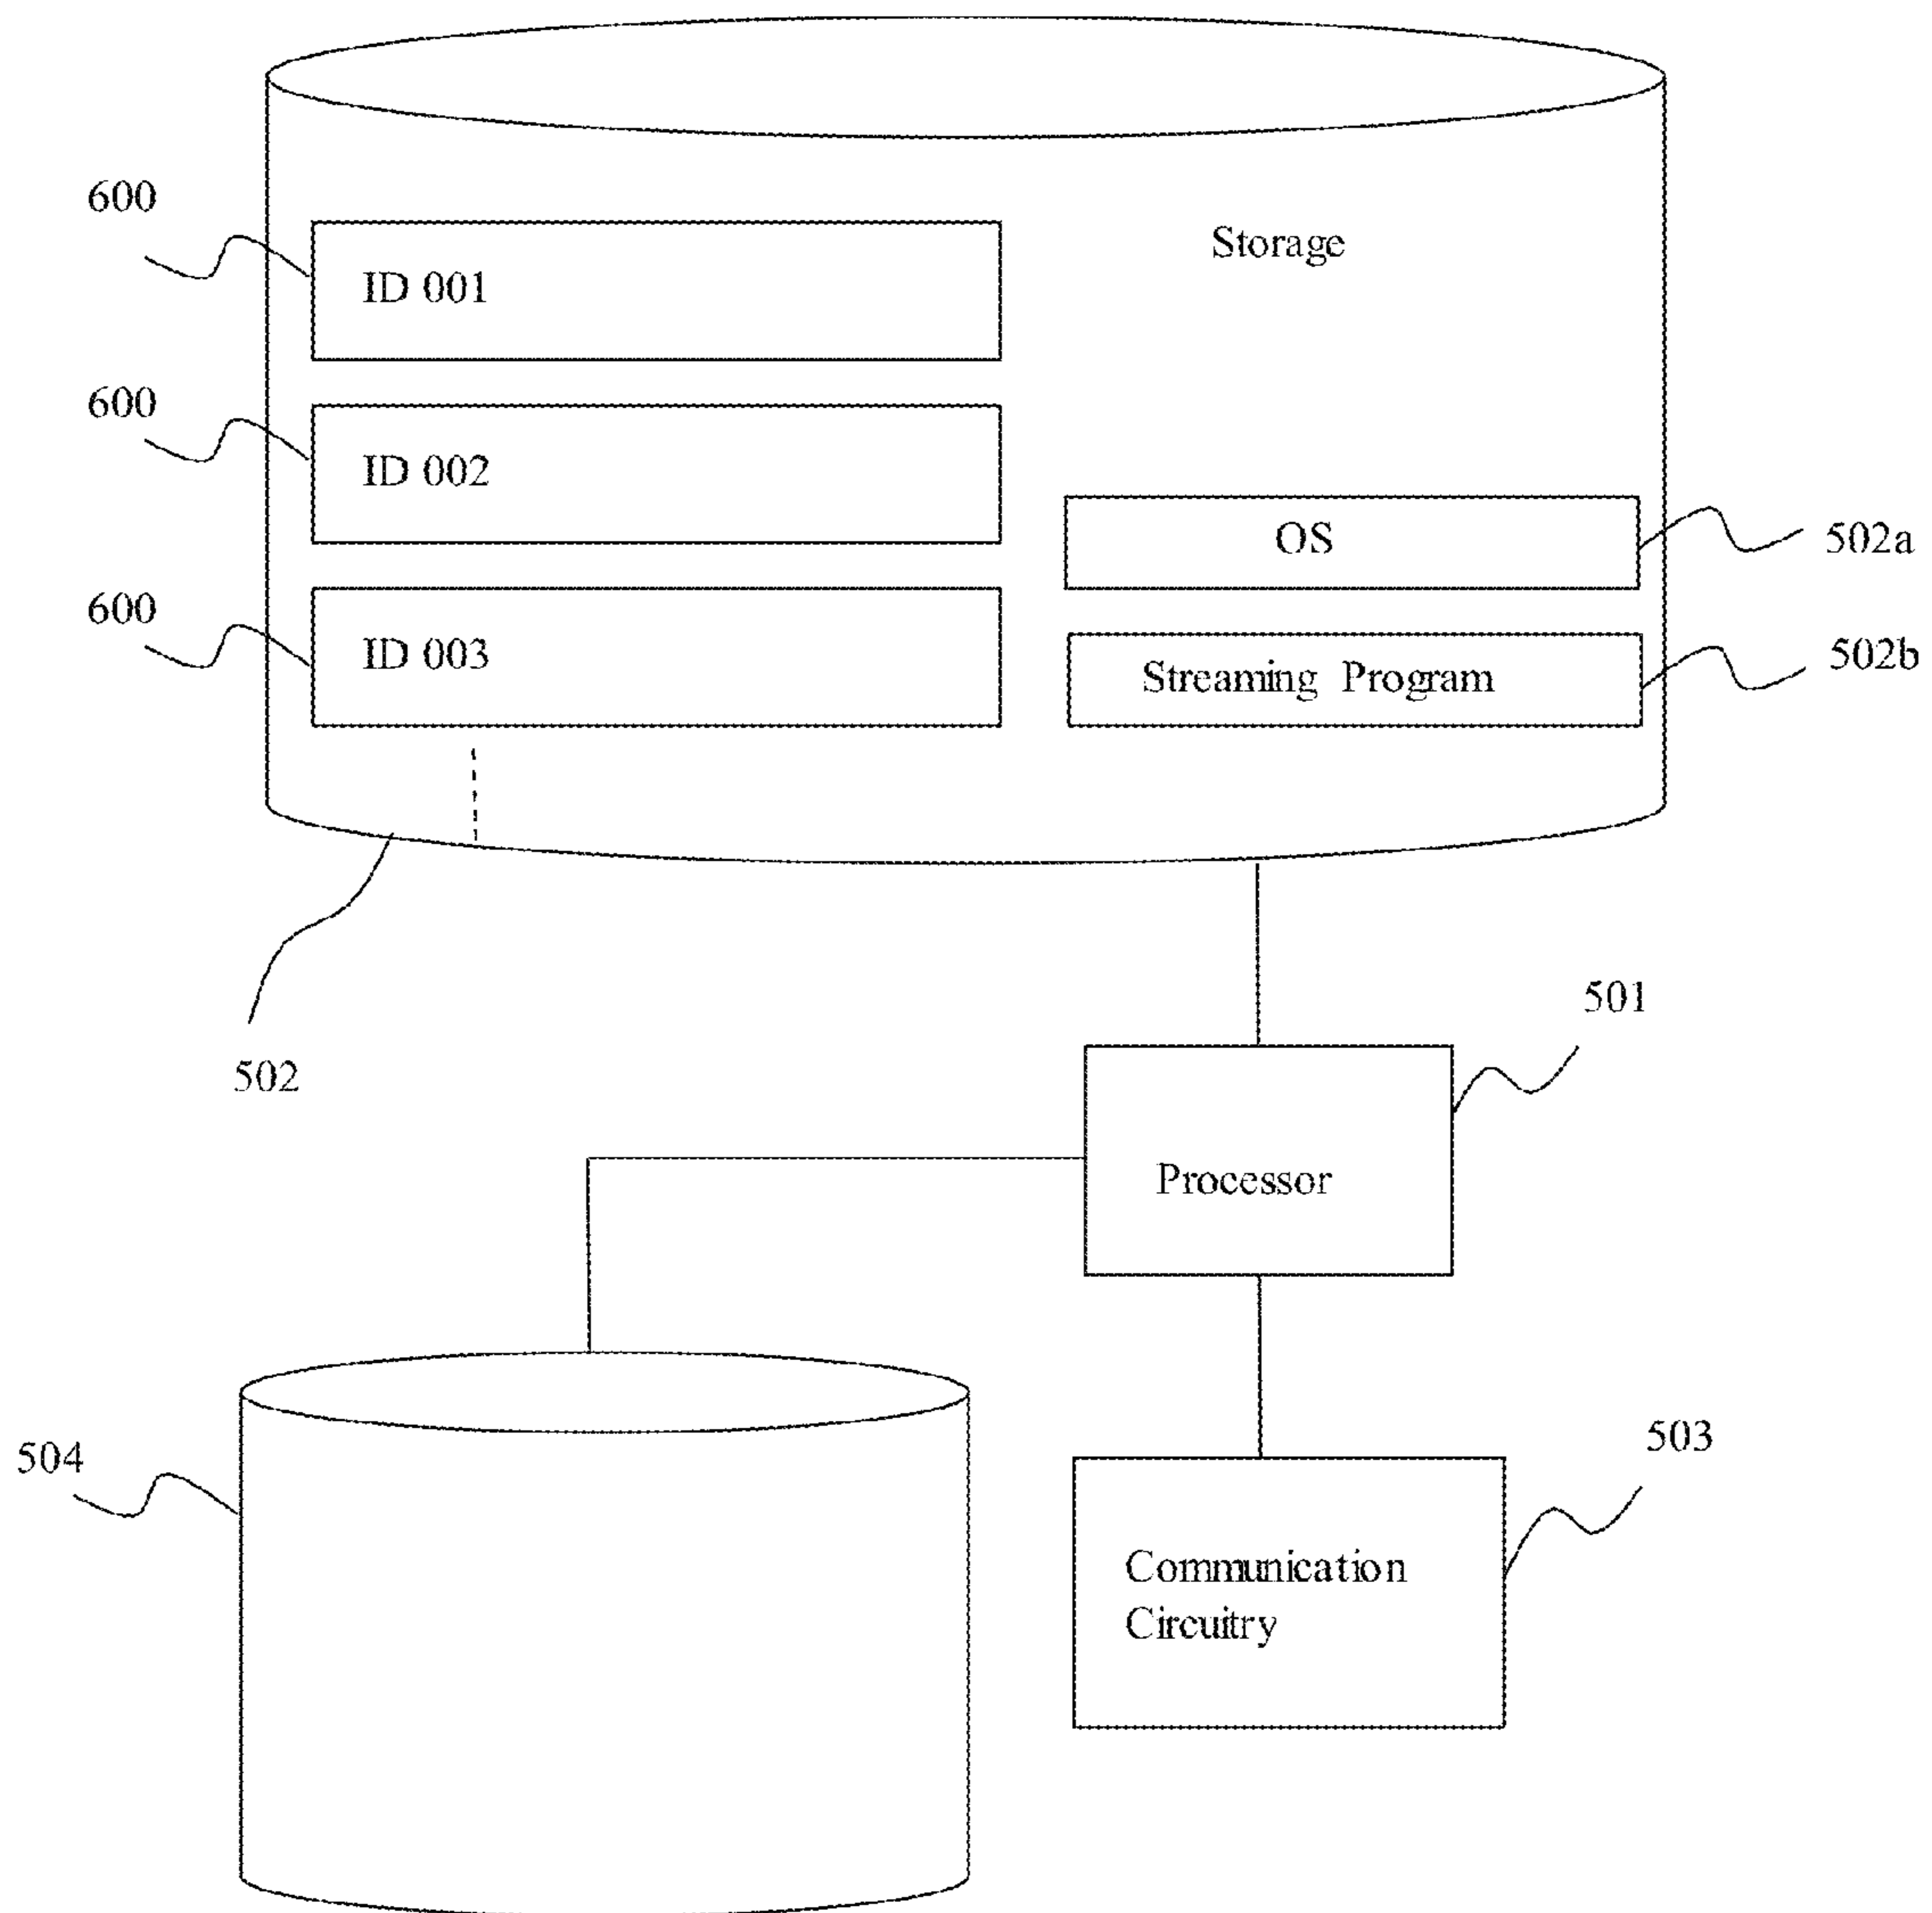 600
Storage
ID 001
600
ID 002
OS
502a
600
ID 003
Streaming Program
502b
502
501
Processor
504
503
Communication
Circuitry